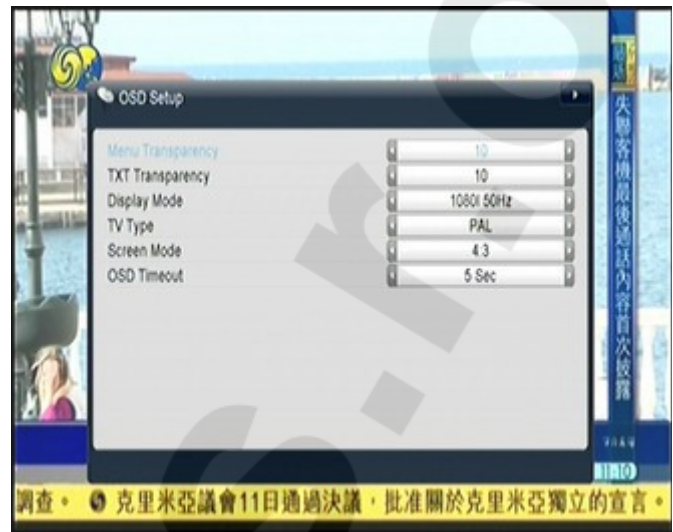 OSD Setup
Menu Transparency 10
TXT Transparency 10
Display Mode 1080I 50Hz
TV Type PAL
Screen Mode 4:3
OSD Timeout 5 Sec
失聯客機最後通話內容首次披露
11:10
調查。 克里米亞議會11日通過決議，批准關於克里米亞獨立的宣言。